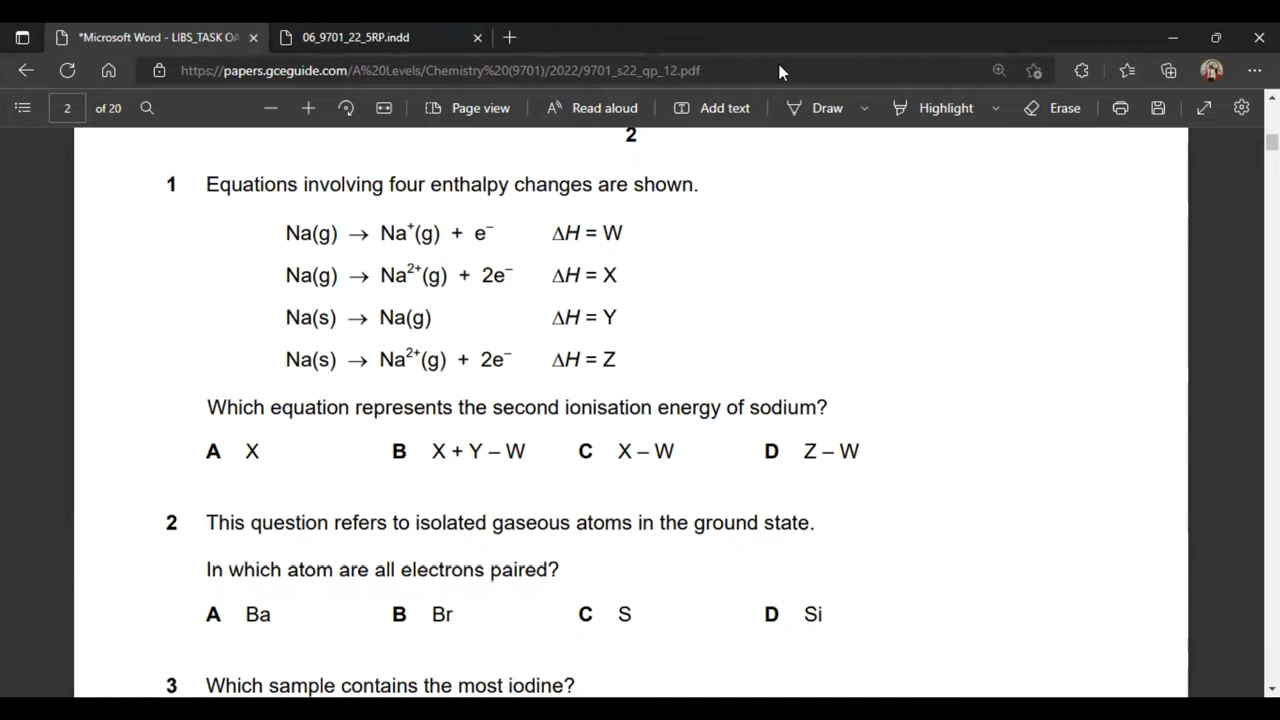 *Microsoft Word - LIBS_TASK OA
06_9701_22_5RP.indd
https://papers.gceguide.com/A%20Levels/Chemistry%20(9701)/2022/9701_s22_qp_12.pdf
2 of 20 Page view Read aloud Add text Draw Highlight Erase
2
1 Equations involving four enthalpy changes are shown.
Na(g) → Na⁺(g) + e⁻ ΔH = W
Na(g) → Na²⁺(g) + 2e⁻ ΔH = X
Na(s) → Na(g) ΔH = Y
Na(s) → Na²⁺(g) + 2e⁻ ΔH = Z
Which equation represents the second ionisation energy of sodium?
A X B X + Y – W C X – W D Z – W
2 This question refers to isolated gaseous atoms in the ground state.
In which atom are all electrons paired?
A Ba B Br C S D Si
3 Which sample contains the most iodine?